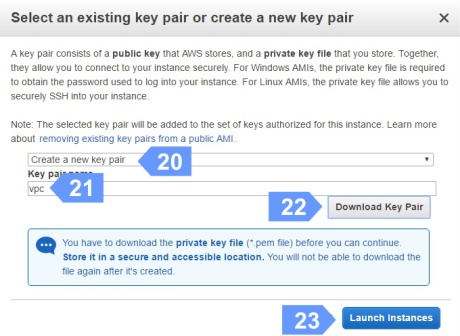 Select an existing key pair or create a new key pair ×
A key pair consists of a public key that AWS stores, and a private key file that you store. Together,
they allow you to connect to your instance securely. For Windows AMIs, the private key file is required
to obtain the password used to log into your instance. For Linux AMIs, the private key file allows you to
securely SSH into your instance.
Note: The selected key pair will be added to the set of keys authorized for this instance. Learn more
about removing existing key pairs from a public AMI .
Create a new key pair 20
Key pair name
vpc 21
22 Download Key Pair
You have to download the private key file (*.pem file) before you can continue.
Store it in a secure and accessible location. You will not be able to download the
file again after it's created.
23 Launch Instances